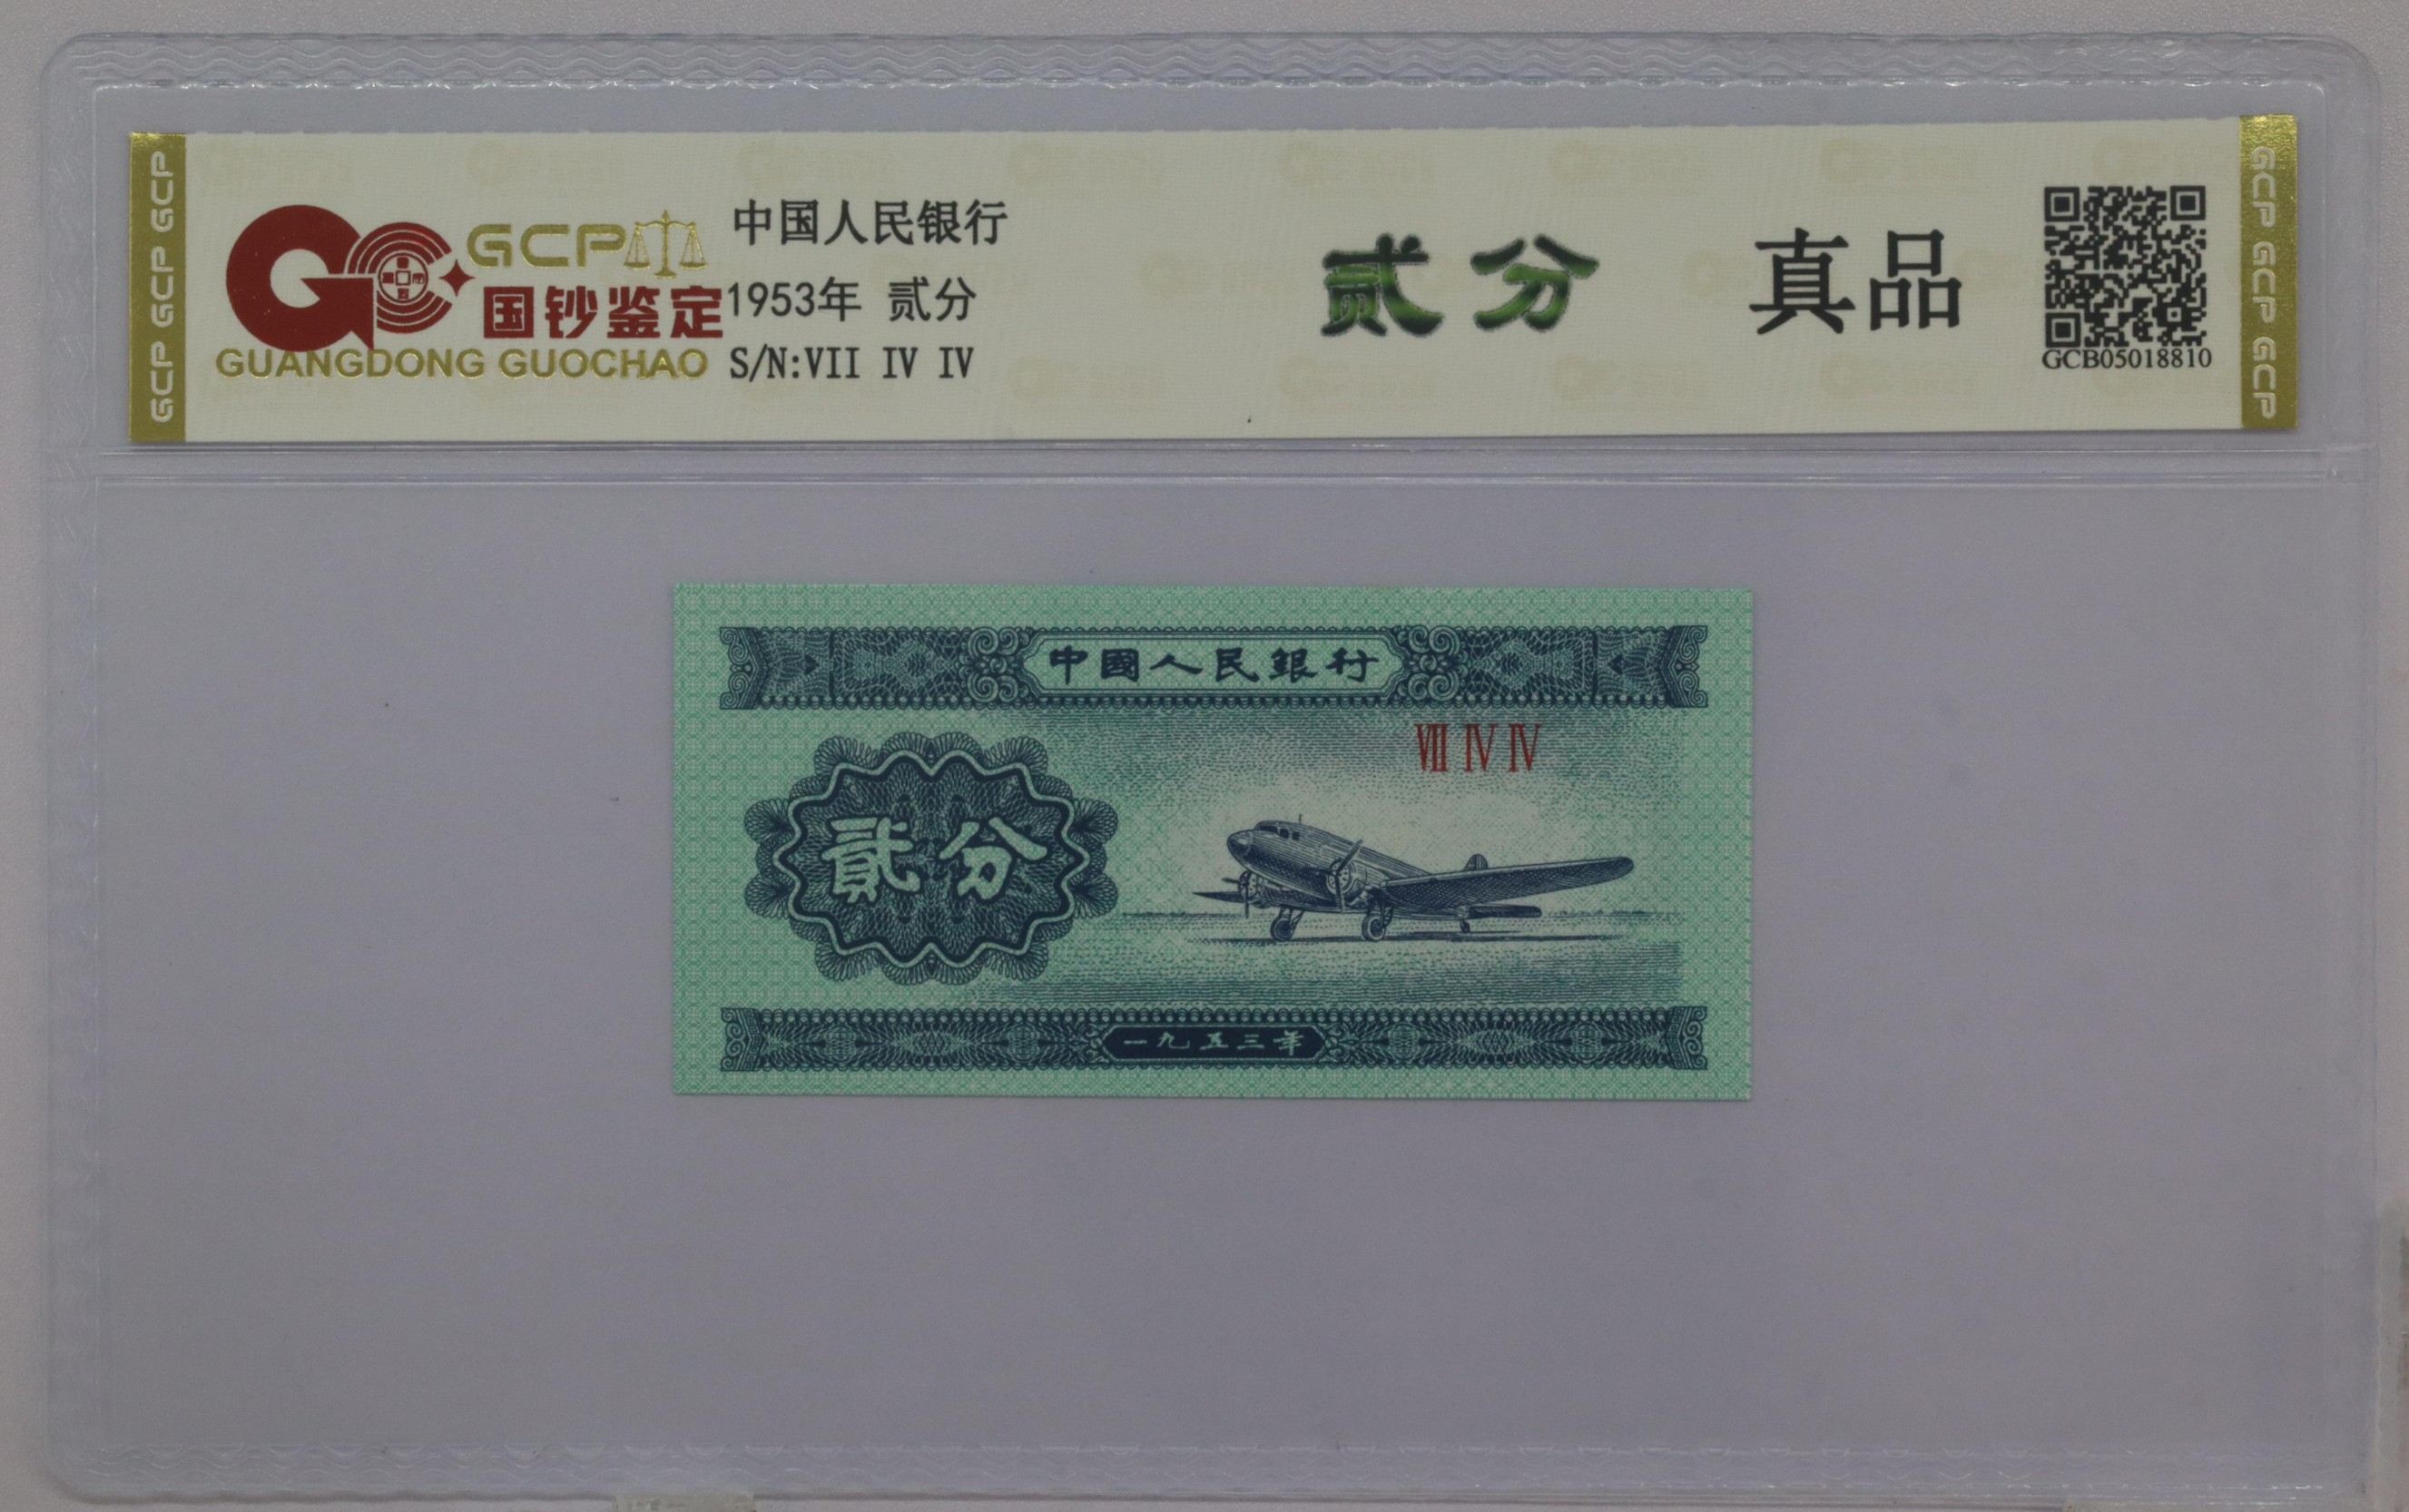 GCP GCP GCP
GCP
国钞鉴定
GUANGDONG GUOCHAO
中国人民银行
1953年 贰分
S/N:VII IV IV
贰分
真品
GCB05018810
GCP GCP GCP
中國人民銀行
VII IV IV
貳分
一九五三年